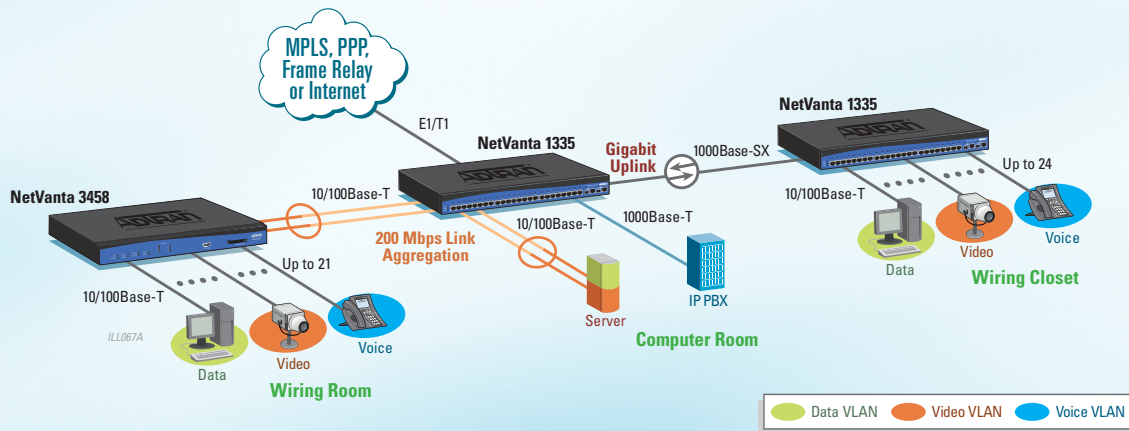 MPLS, PPP,
Frame Relay
or Internet
E1/T1
NetVanta 1335
NetVanta 1335
Gigabit
Uplink
1000Base-SX
ADTRAN
Up to 24
10/100Base-T
Data
Video
Voice
Wiring Closet
NetVanta 3458
ADTRAN
10/100Base-T
ADTRAN
200 Mbps Link
Aggregation
10/100Base-T
1000Base-T
Server
IP PBX
Computer Room
Up to 21
10/100Base-T
ILL067A
Data
Video
Voice
Wiring Room
Data VLAN
Video VLAN
Voice VLAN